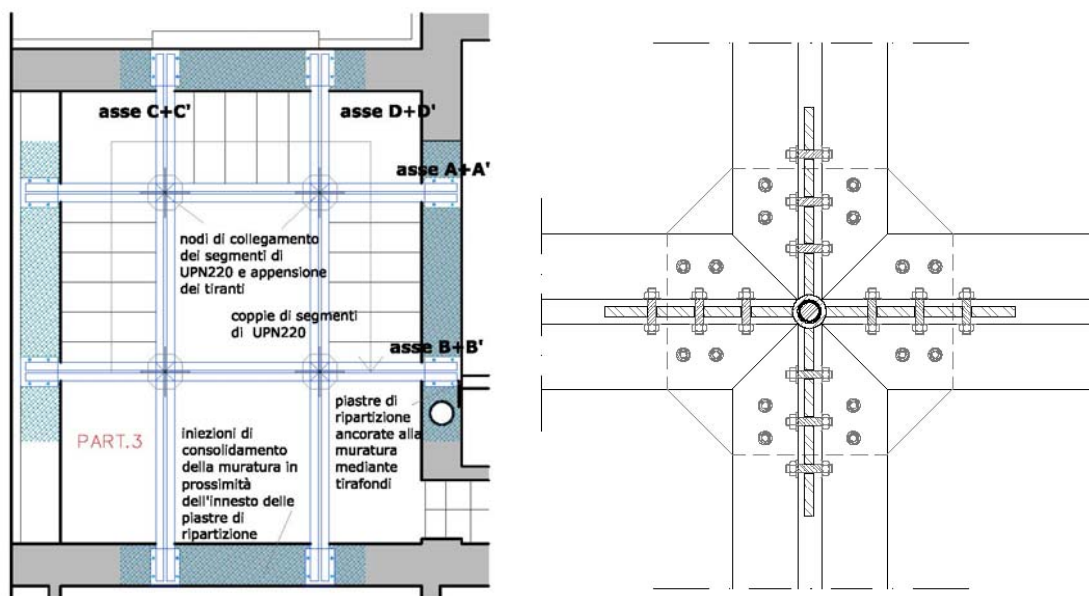 asse C+C'
asse D+D'
asse A+A'
nodi di collegamento
dei segmenti di
UPN220 e appensione
dei tiranti
coppie di segmenti
di UPN220
asse B+B'
PART.3
iniezioni di
consolidamento
della muratura in
prossimità
dell'innesto delle
piastre di
ripartizione
piastre di
ripartizione
ancorate alla
muratura
mediante
tirafondi